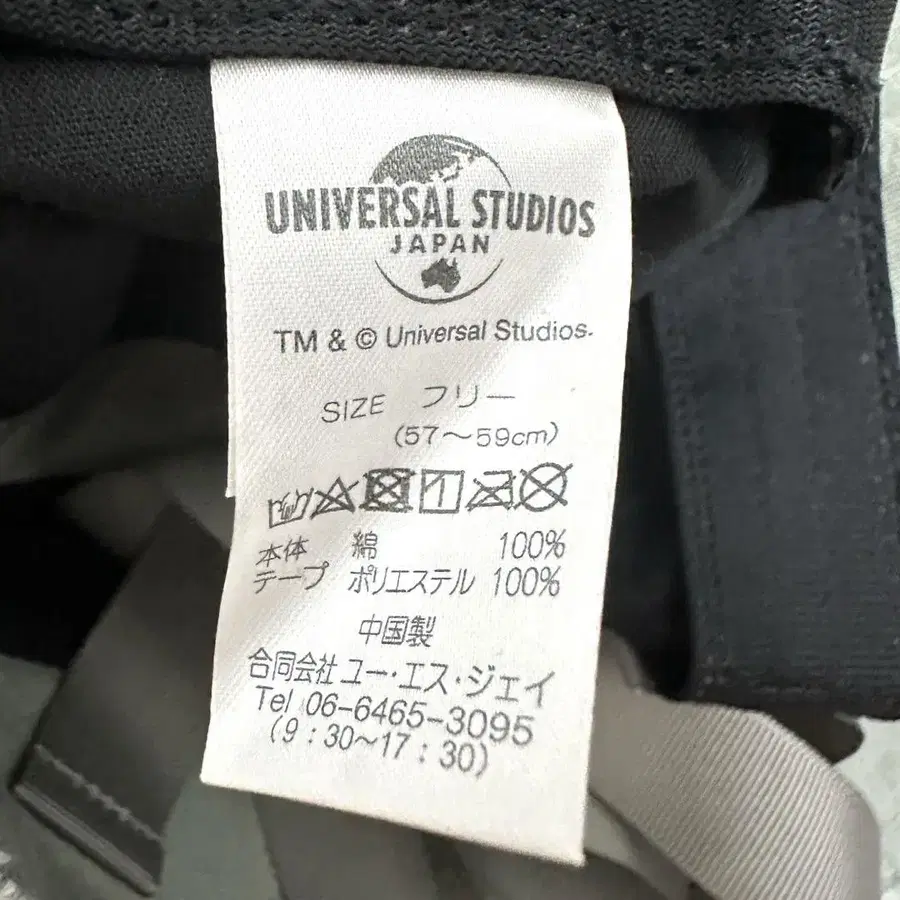 UNIVERSAL STUDIOS
JAPAN
TM & © Universal Studios.
SIZE フリー
(57～59cm)
本体 綿 100%
テープ ポリエステル 100%
中国製
合同会社 ユー・エス・ジェイ
Tel 06-6465-3095
(9:30～17:30)